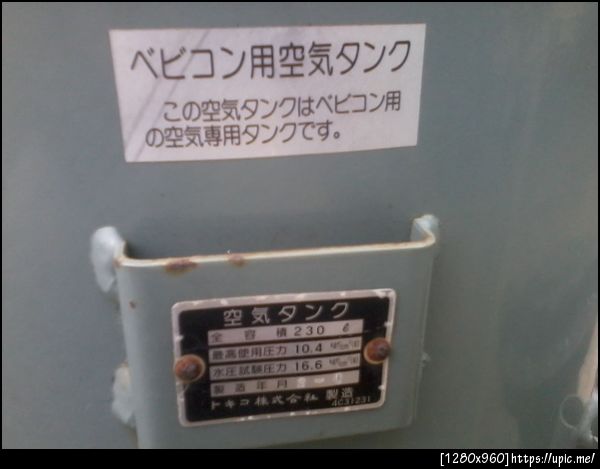 ベビコン用空気タンク
この空気タンクはベビコン用
の空気専用タンクです。
空気タンク
全容積 230 ℓ
最高使用圧力 10.4
水圧試験圧力 16.6
製造年月
トキコ株式会社 製造
4C31231
[1280x960]https://upic.me/